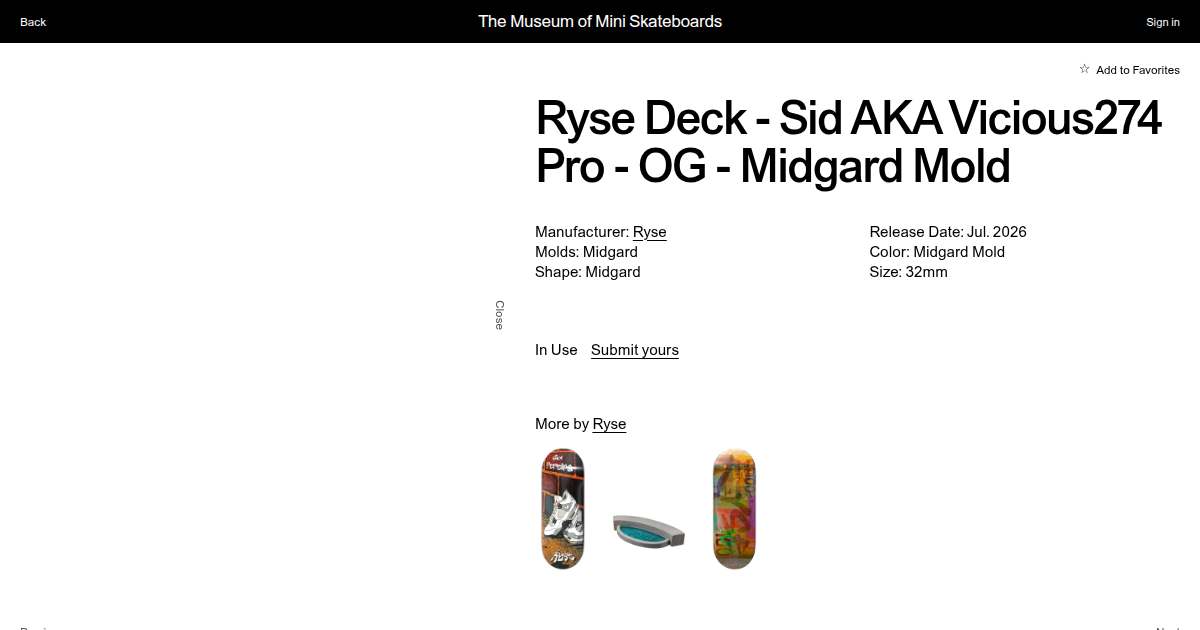 Back
The Museum of Mini Skateboards
Sign in
☆ Add to Favorites
Ryse Deck - Sid AKA Vicious274
Pro - OG - Midgard Mold
Manufacturer: Ryse
Molds: Midgard
Shape: Midgard
Release Date: Jul. 2026
Color: Midgard Mold
Size: 32mm
Close
In Use Submit yours
More by Ryse